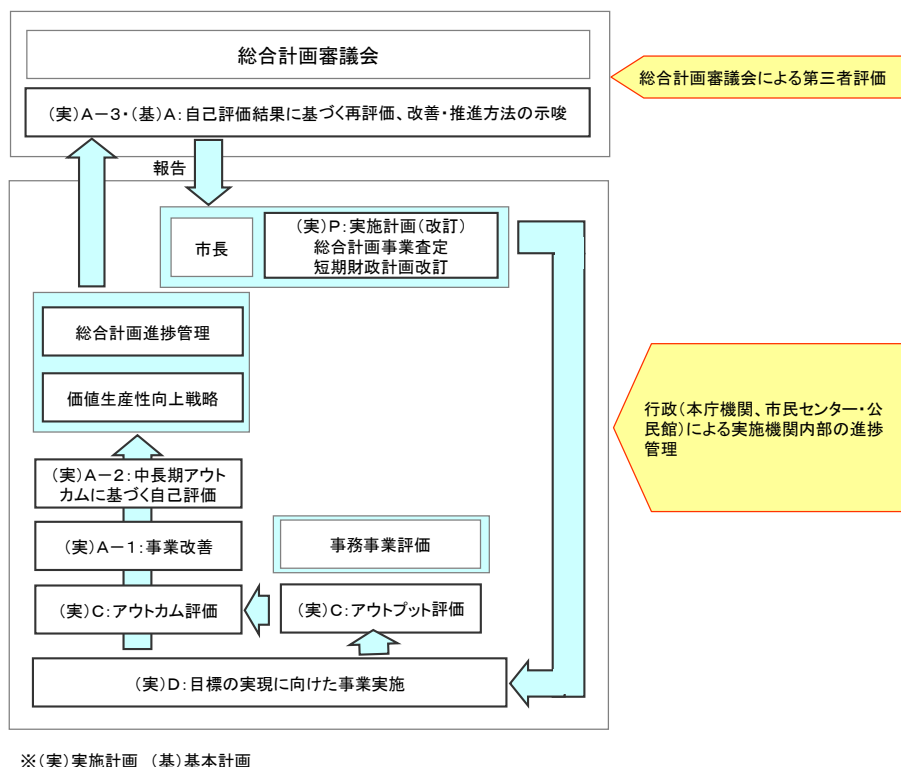 総合計画審議会
(実)A-3・(基)A:自己評価結果に基づく再評価、改善・推進方法の示唆
総合計画審議会による第三者評価
報告
市長
(実)P:実施計画(改訂)
総合計画事業査定
短期財政計画改訂
総合計画進捗管理
価値生産性向上戦略
行政(本庁機関、市民センター・公
民館)による実施機関内部の進捗
管理
(実)A-2:中長期アウト
カムに基づく自己評価
(実)A-1:事業改善
事務事業評価
(実)C:アウトカム評価
(実)C:アウトプット評価
(実)D:目標の実現に向けた事業実施
※(実)実施計画 (基)基本計画